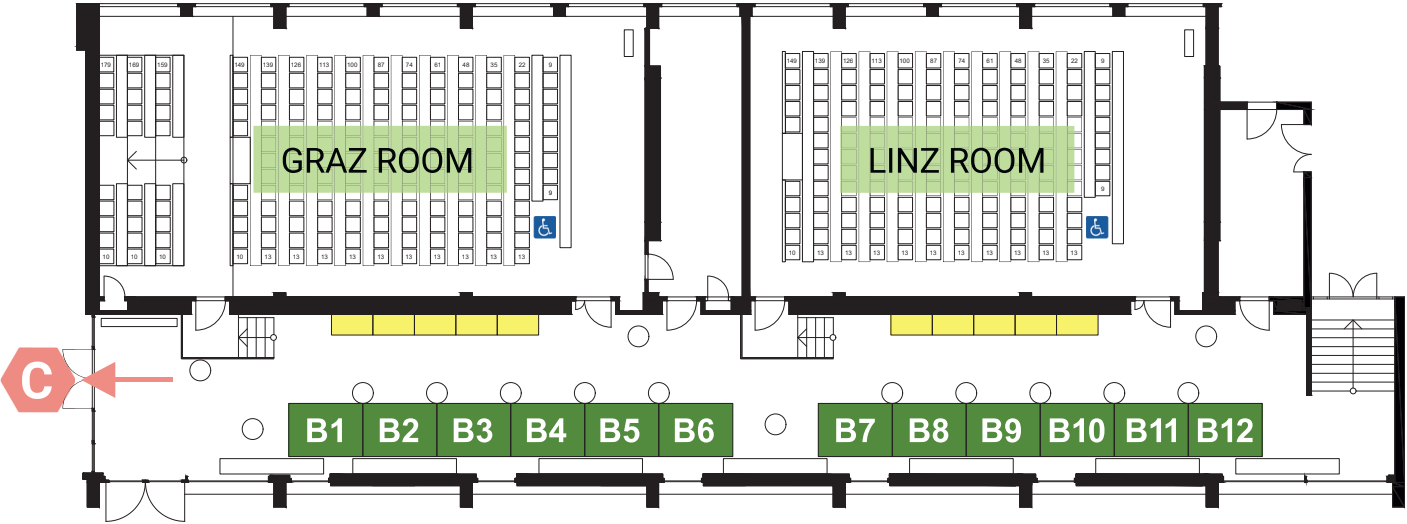 179 169 159 149 139 126 113 100 87 74 61 48 35 22 9
149 139 126 113 100 87 74 61 48 35 22 9
GRAZ ROOM
LINZ ROOM
9
9
10 10 10 10 13 13 13 13 13 13 13 13 13 13
10 13 13 13 13 13 13 13 13 13 13
C
B1 B2 B3 B4 B5 B6
B7 B8 B9 B10 B11 B12